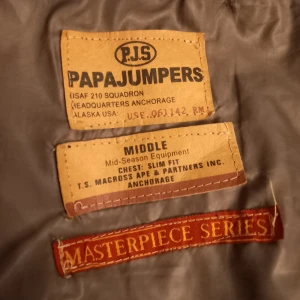 P.J.S
PAPAJUMPERS
USAF 210 SQUADRON
HEADQUARTERS ANCHORAGE
ALASKA USA:
MIDDLE
Mid-Season Equipment
CHEST: SLIM FIT
T.S. MACROSS APE & PARTNERS INC.
ANCHORAGE
MASTERPIECE SERIES